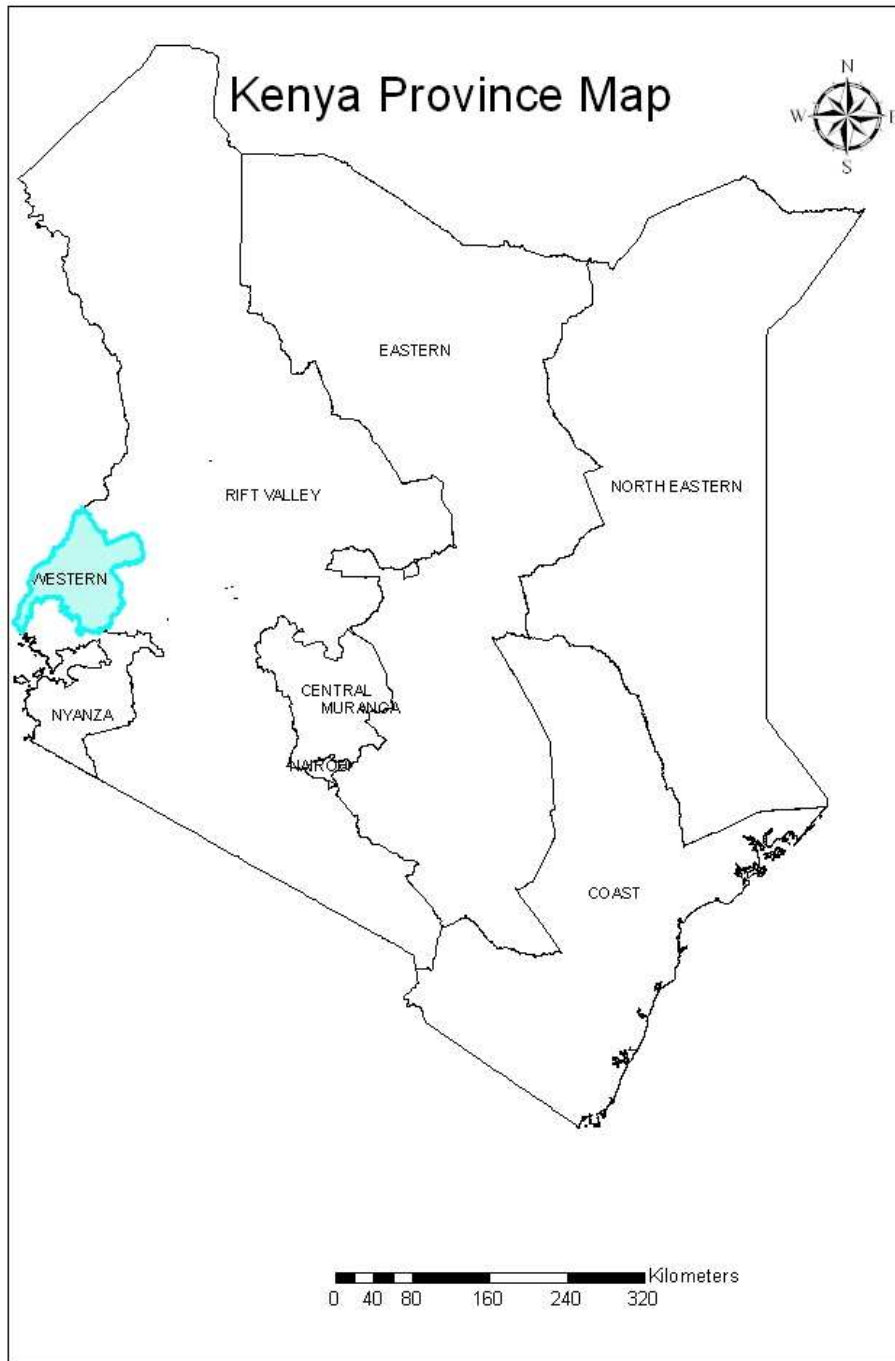 Kenya Province Map
N
W
E
S
EASTERN
RIFT VALLEY
NORTH EASTERN
WESTERN
CENTRAL
MURANGA
NYANZA
NAIROBI
COAST
Kilometers
0 40 80 160 240 320